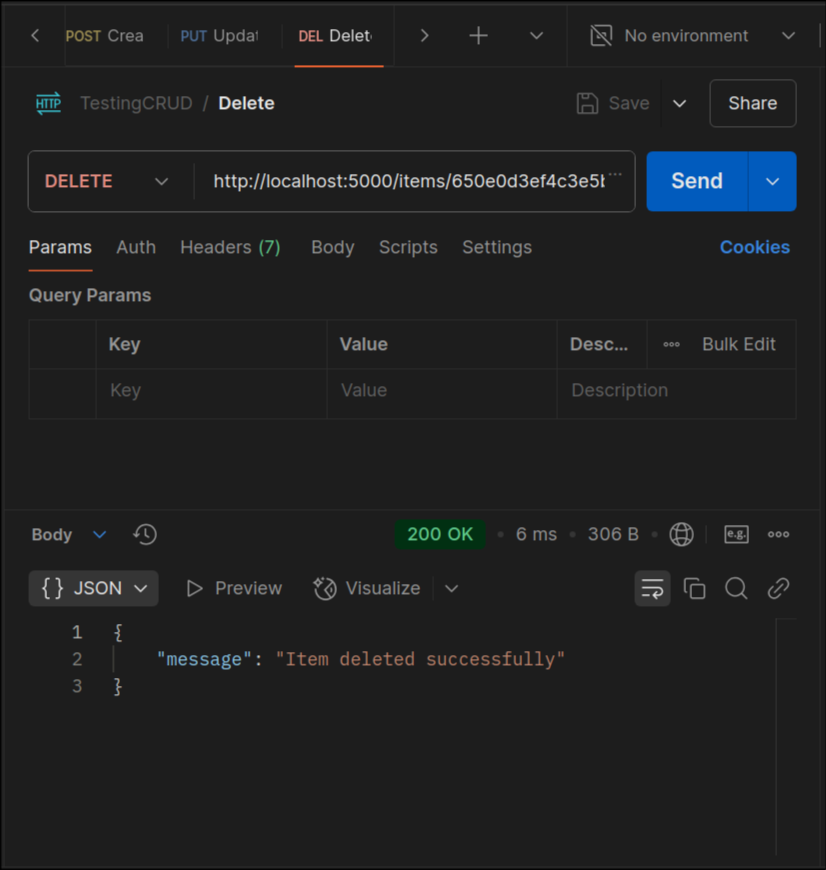 POST Crea PUT Updat DEL Delet No environment
HTTP TestingCRUD / Delete Save Share
DELETE http://localhost:5000/items/650e0d3ef4c3e5b... Send
Params Auth Headers (7) Body Scripts Settings Cookies
Query Params
Key Value Desc... Bulk Edit
Key Value Description
Body 200 OK • 6 ms • 306 B • e.g.
{} JSON Preview Visualize
1 {
2 "message": "Item deleted successfully"
3 }